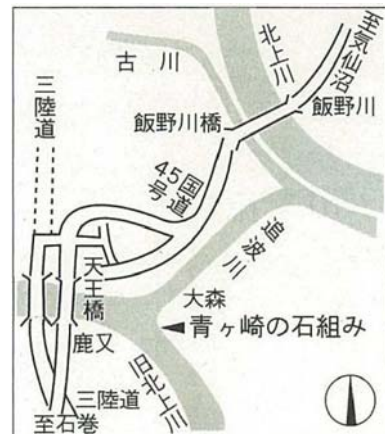 至気仙沼
北上川
古川
三陸道
飯野川橋
飯野川
国道
45号
追波川
天王橋
大森
青ヶ崎の石組み
鹿又
旧北上川
三陸道
至石巻